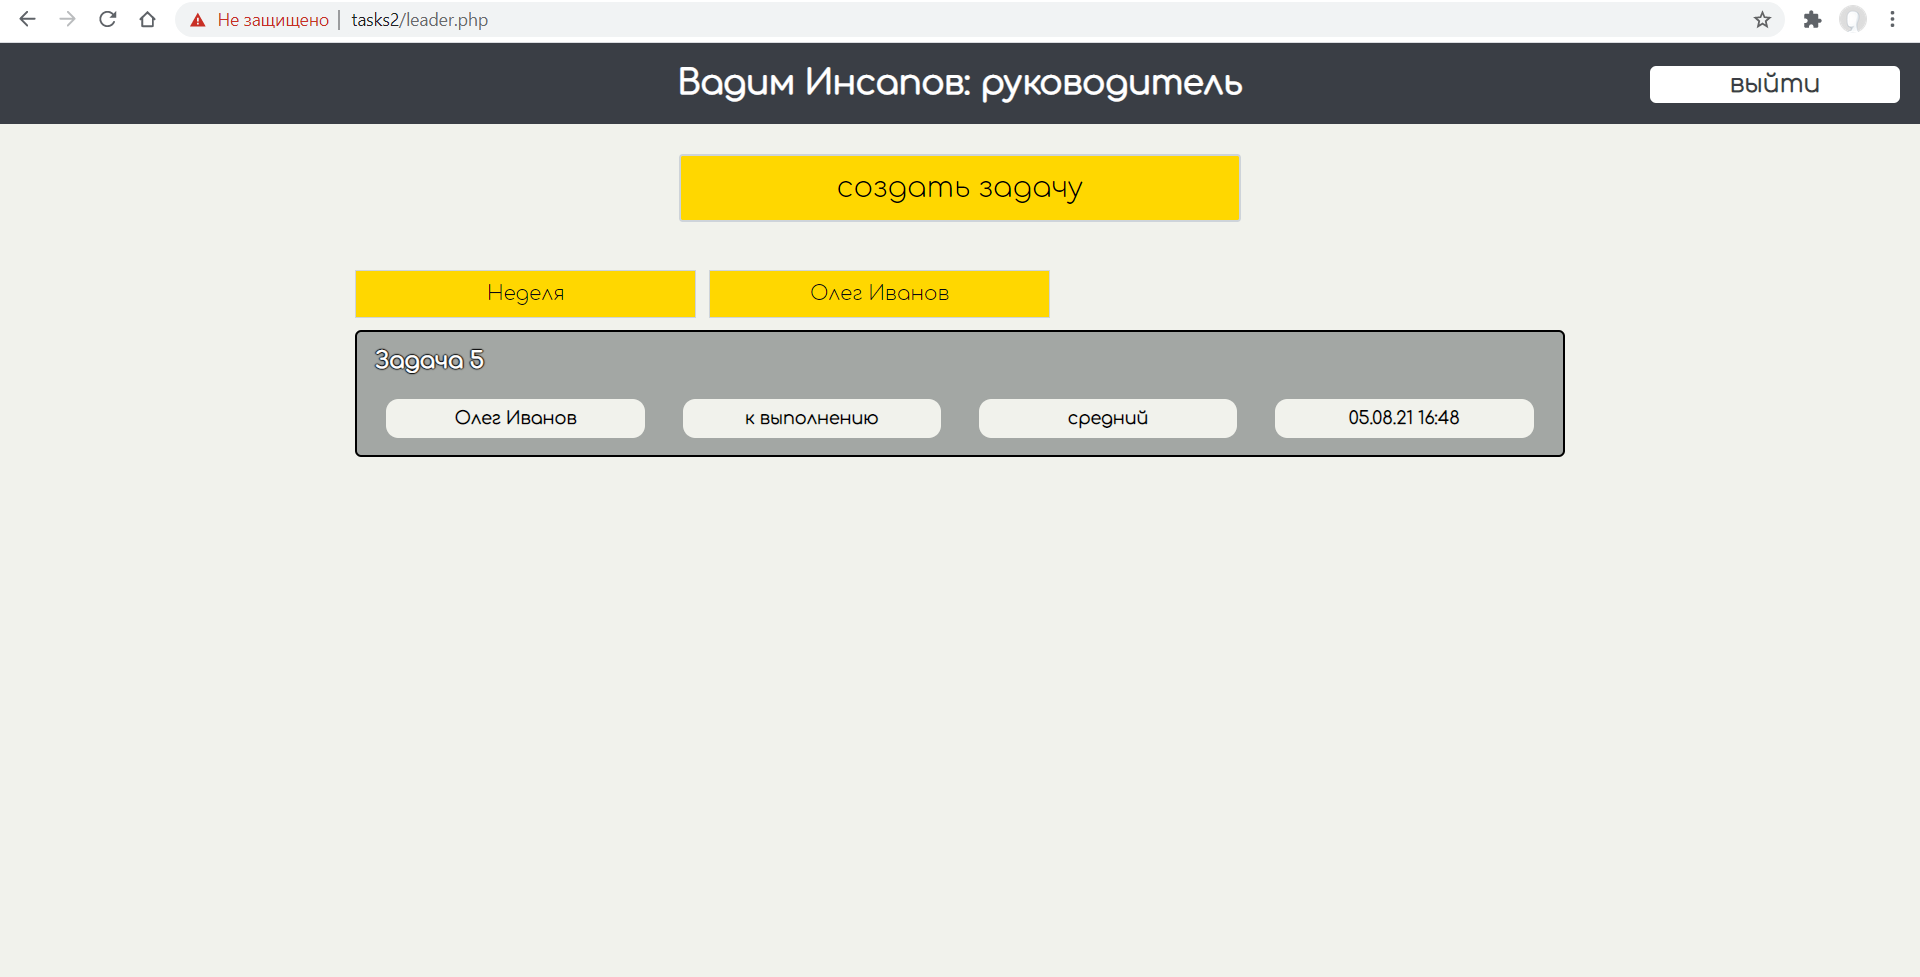 Не защищено | tasks2/leader.php
Вадим Инсапов: руководитель
выйти
создать задачу
Неделя
Олег Иванов
Задача 5
Олег Иванов
к выполнению
средний
05.08.21 16:48